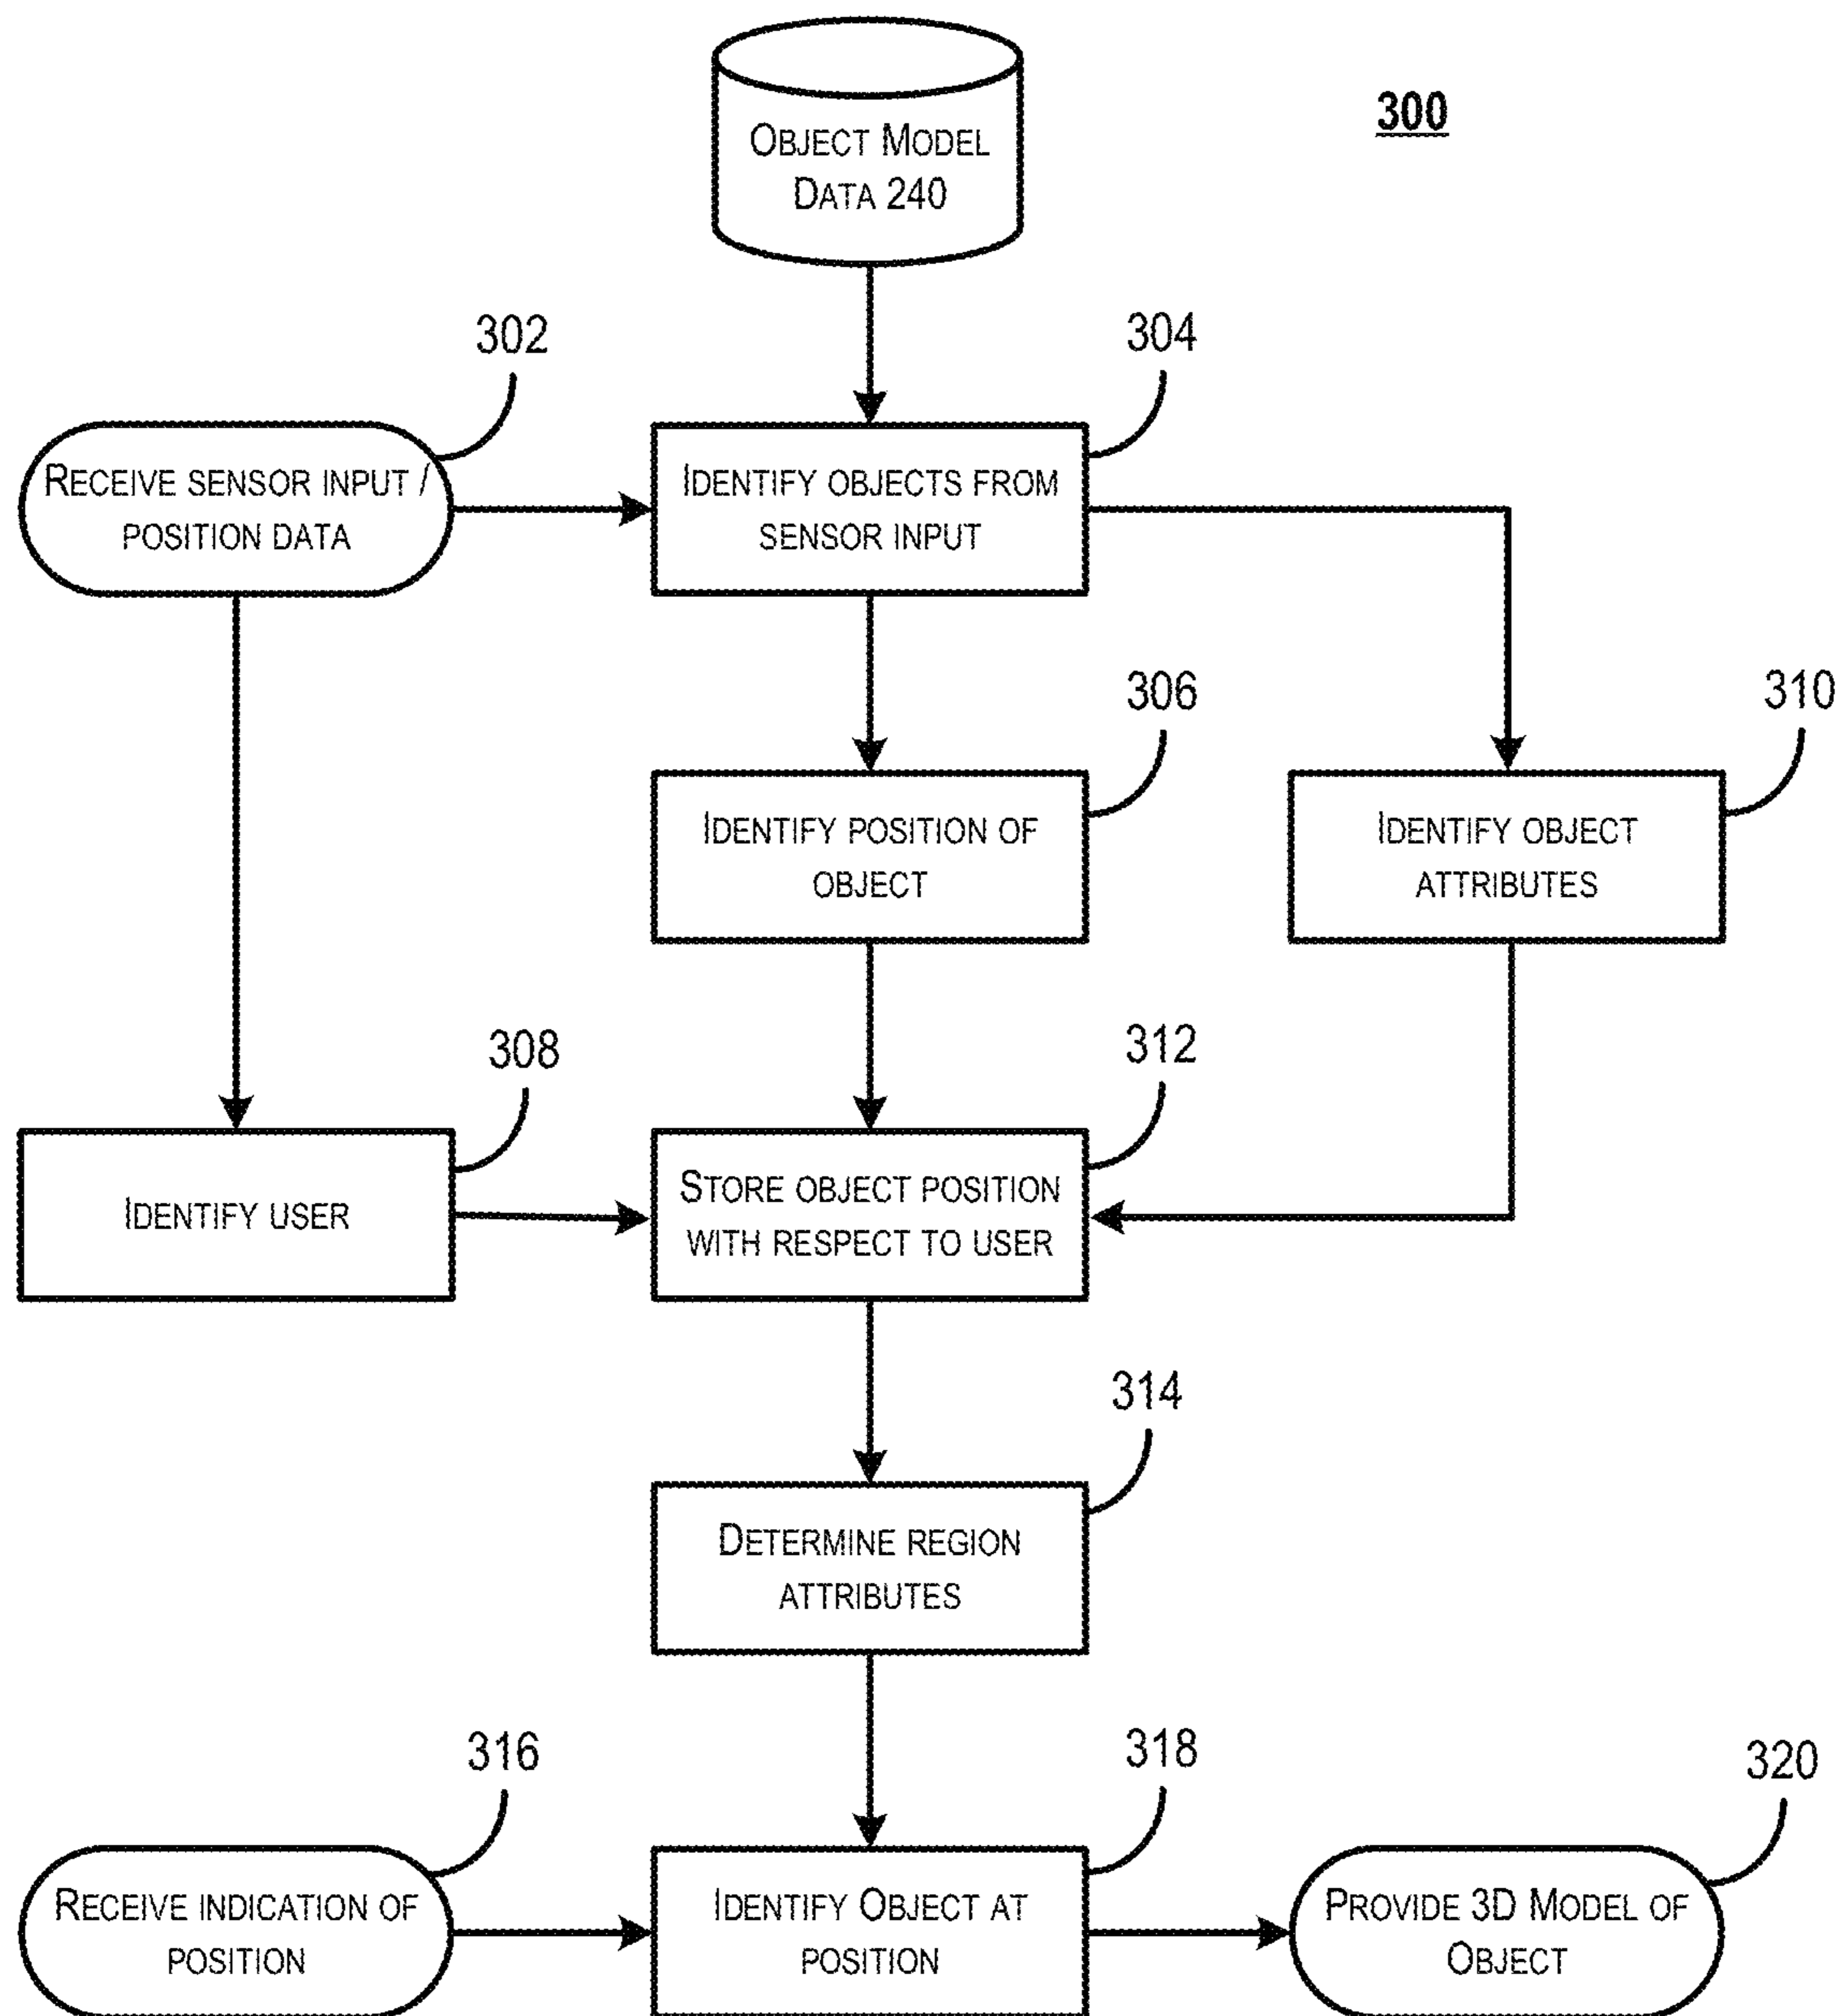 300
OBJECT MODEL
DATA 240
302
304
RECEIVE SENSOR INPUT /
POSITION DATA
IDENTIFY OBJECTS FROM
SENSOR INPUT
306
310
IDENTIFY POSITION OF
OBJECT
IDENTIFY OBJECT
ATTRIBUTES
308
312
IDENTIFY USER
STORE OBJECT POSITION
WITH RESPECT TO USER
314
DETERMINE REGION
ATTRIBUTES
316
318
320
RECEIVE INDICATION OF
POSITION
IDENTIFY OBJECT AT
POSITION
PROVIDE 3D MODEL OF
OBJECT